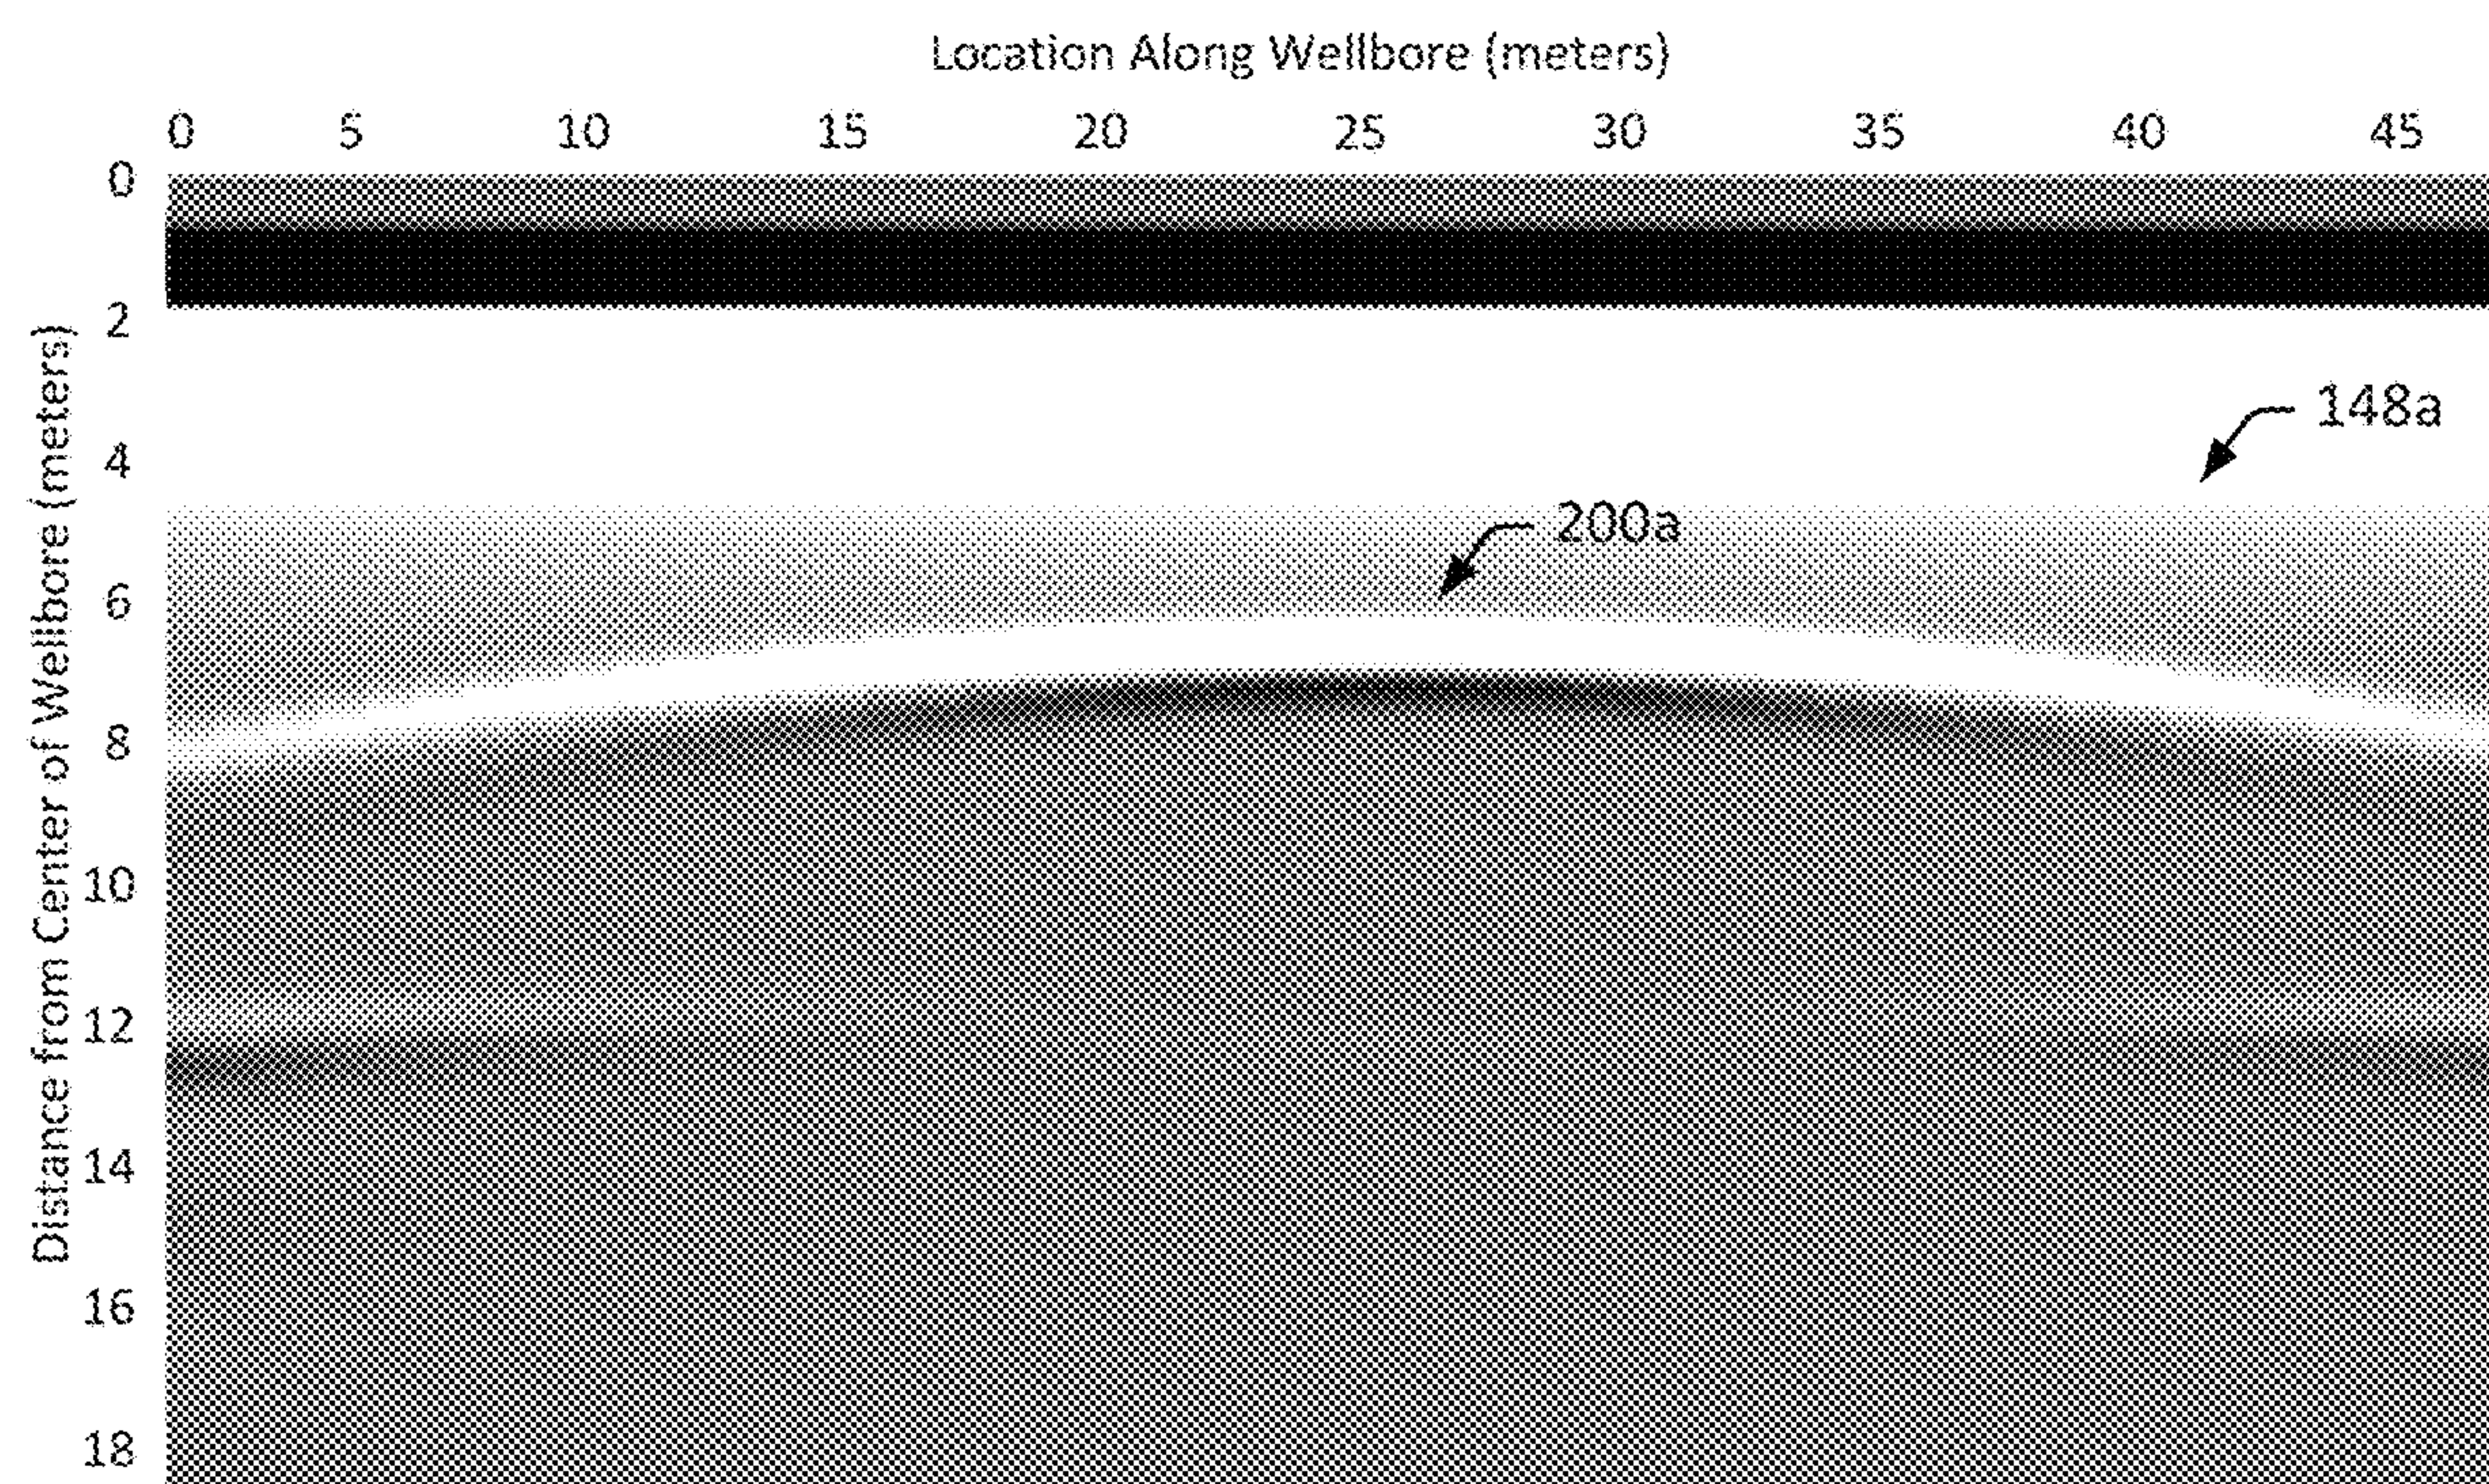 Location Along Wellbore (meters)
0 5 10 15 20 25 30 35 40 45
Distance from Center of Wellbore (meters)
0
2
4
6
8
10
12
14
16
18
148a
200a